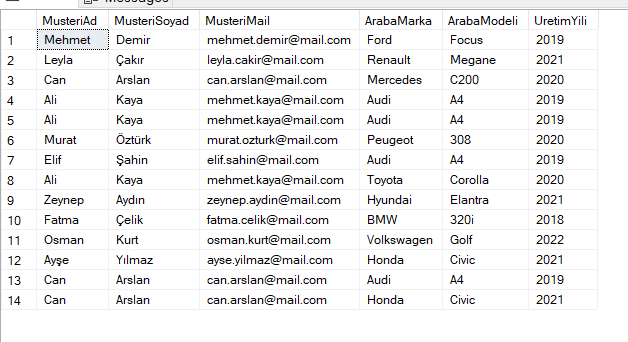 Messages
MusteriAd MusteriSoyad MusteriMail ArabaMarka ArabaModeli UretimYili
1 Mehmet Demir mehmet.demir@mail.com Ford Focus 2019
2 Leyla Çakır leyla.cakir@mail.com Renault Megane 2021
3 Can Arslan can.arslan@mail.com Mercedes C200 2020
4 Ali Kaya mehmet.kaya@mail.com Audi A4 2019
5 Ali Kaya mehmet.kaya@mail.com Audi A4 2019
6 Murat Öztürk murat.ozturk@mail.com Peugeot 308 2020
7 Elif Şahin elif.sahin@mail.com Audi A4 2019
8 Ali Kaya mehmet.kaya@mail.com Toyota Corolla 2020
9 Zeynep Aydın zeynep.aydin@mail.com Hyundai Elantra 2021
10 Fatma Çelik fatma.celik@mail.com BMW 320i 2018
11 Osman Kurt osman.kurt@mail.com Volkswagen Golf 2022
12 Ayşe Yılmaz ayse.yilmaz@mail.com Honda Civic 2021
13 Can Arslan can.arslan@mail.com Audi A4 2019
14 Can Arslan can.arslan@mail.com Honda Civic 2021